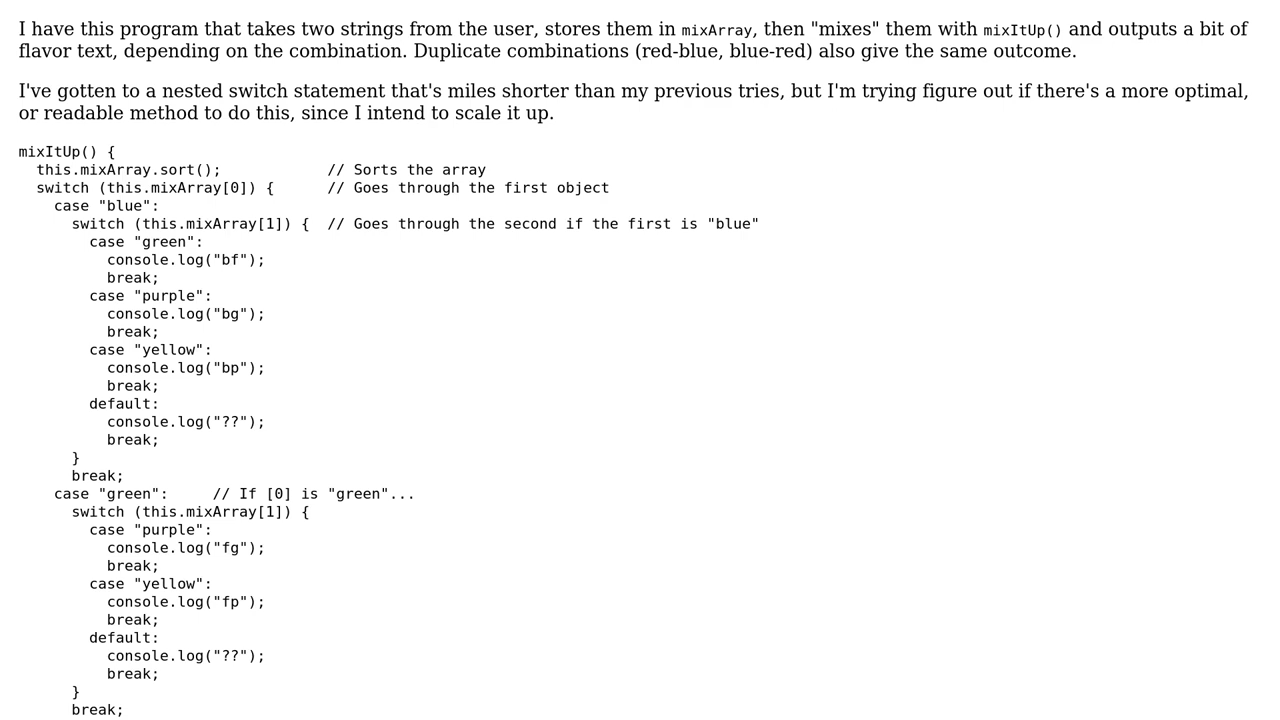 I have this program that takes two strings from the user, stores them in mixArray, then "mixes" them with mixItUp() and outputs a bit of
flavor text, depending on the combination. Duplicate combinations (red-blue, blue-red) also give the same outcome.
I've gotten to a nested switch statement that's miles shorter than my previous tries, but I'm trying figure out if there's a more optimal,
or readable method to do this, since I intend to scale it up.
mixItUp() {
  this.mixArray.sort();            // Sorts the array
  switch (this.mixArray[0]) {      // Goes through the first object
    case "blue":
      switch (this.mixArray[1]) {  // Goes through the second if the first is "blue"
        case "green":
          console.log("bf");
          break;
        case "purple":
          console.log("bg");
          break;
        case "yellow":
          console.log("bp");
          break;
        default:
          console.log("??");
          break;
      }
      break;
    case "green":     // If [0] is "green"...
      switch (this.mixArray[1]) {
        case "purple":
          console.log("fg");
          break;
        case "yellow":
          console.log("fp");
          break;
        default:
          console.log("??");
          break;
      }
      break;